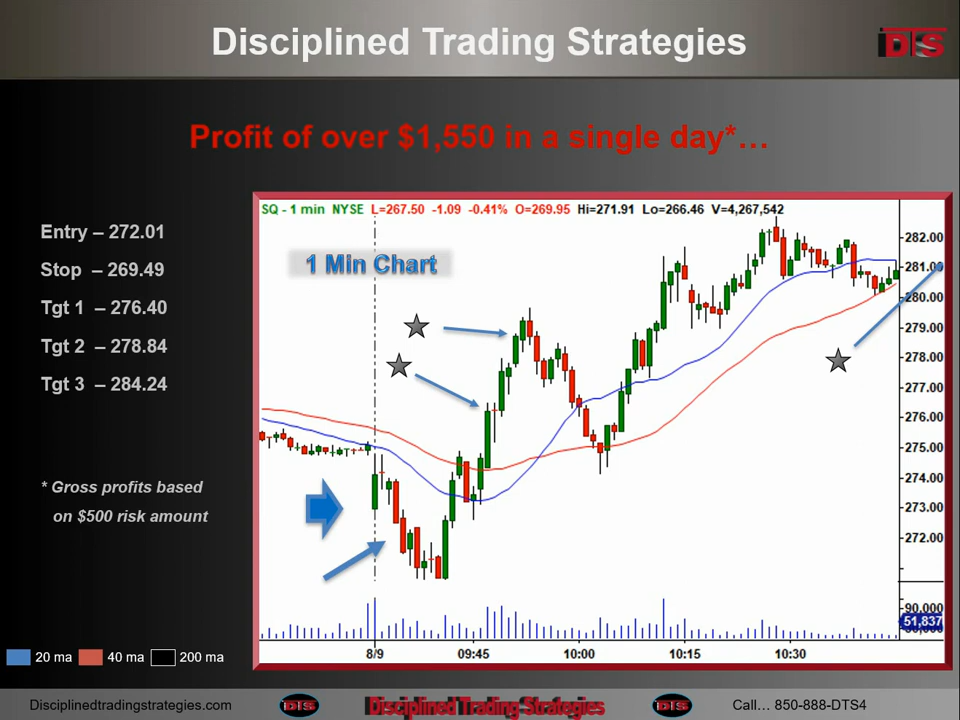 Disciplined Trading Strategies
iDTS
Profit of over $1,550 in a single day*…
Entry – 272.01
Stop – 269.49
Tgt 1 – 276.40
Tgt 2 – 278.84
Tgt 3 – 284.24
* Gross profits based
on $500 risk amount
SQ - 1 min NYSE L=267.50 -1.09 -0.41% O=269.95 Hi=271.91 Lo=266.46 V=4,267,542
1 Min Chart
282.00
281.00
280.00
279.00
278.00
277.00
276.00
275.00
274.00
273.00
272.00
90,000
51,837
8/9 09:45 10:00 10:15 10:30
20 ma 40 ma 200 ma
Disciplinedtradingstrategies.com iDTS Disciplined Trading Strategies iDTS Call… 850-888-DTS4